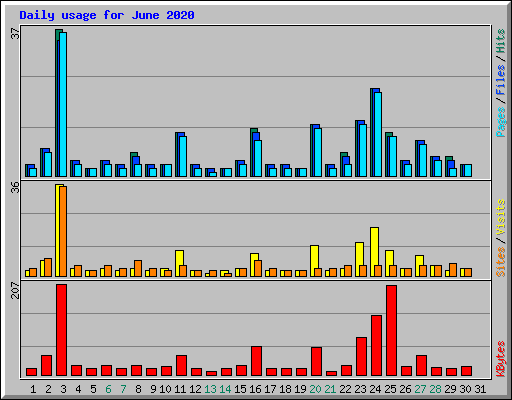 Daily usage for June 2020
37
Pages / Files / Hits
36
Sites / Visits
207
KBytes
1 2 3 4 5 6 7 8 9 10 11 12 13 14 15 16 17 18 19 20 21 22 23 24 25 26 27 28 29 30 31